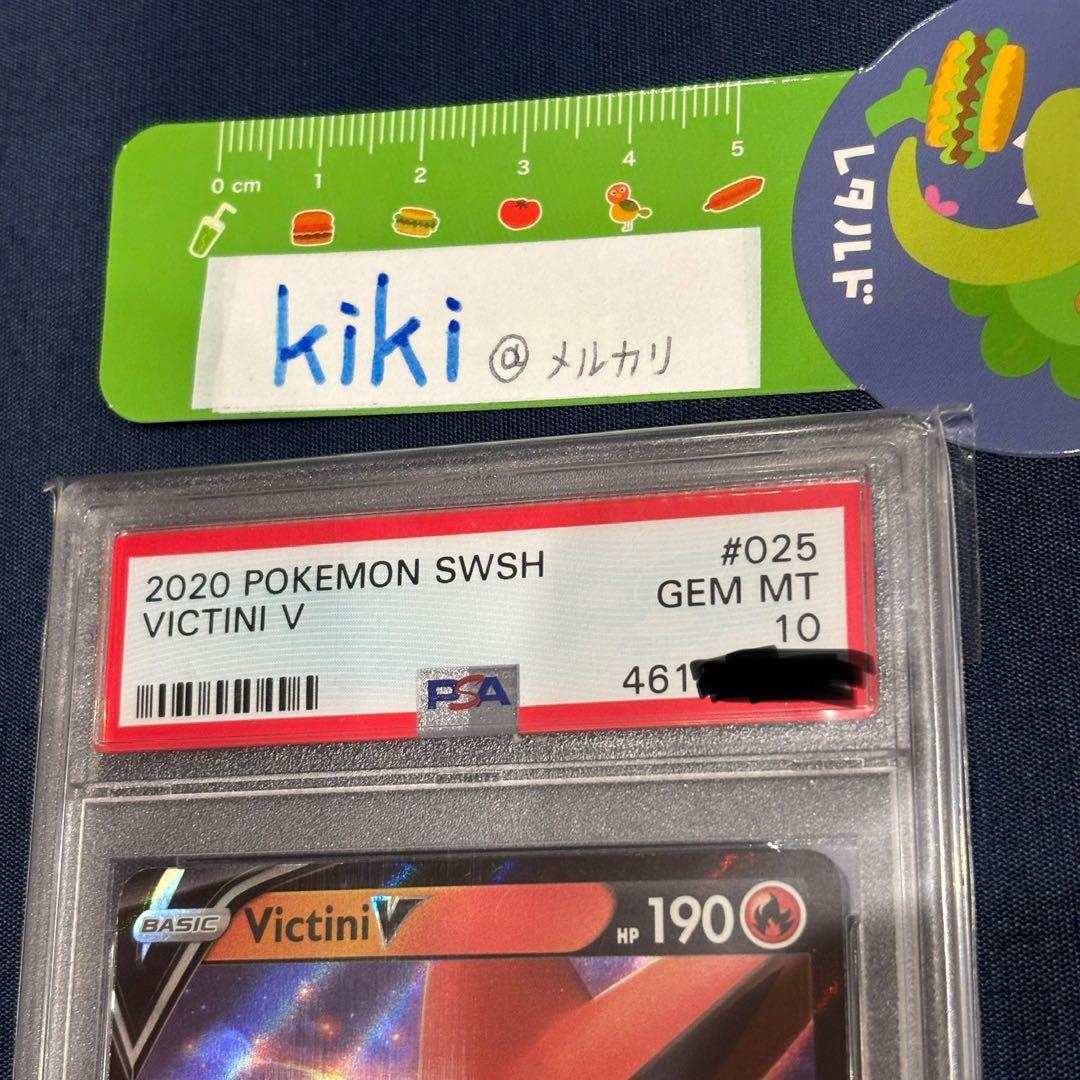 0 cm 1 2 3 4 5
レタルド
kiki @メルカリ
2020 POKEMON SWSH #025
VICTINI V GEM MT
10
PSA 461
BASIC Victini V HP 190